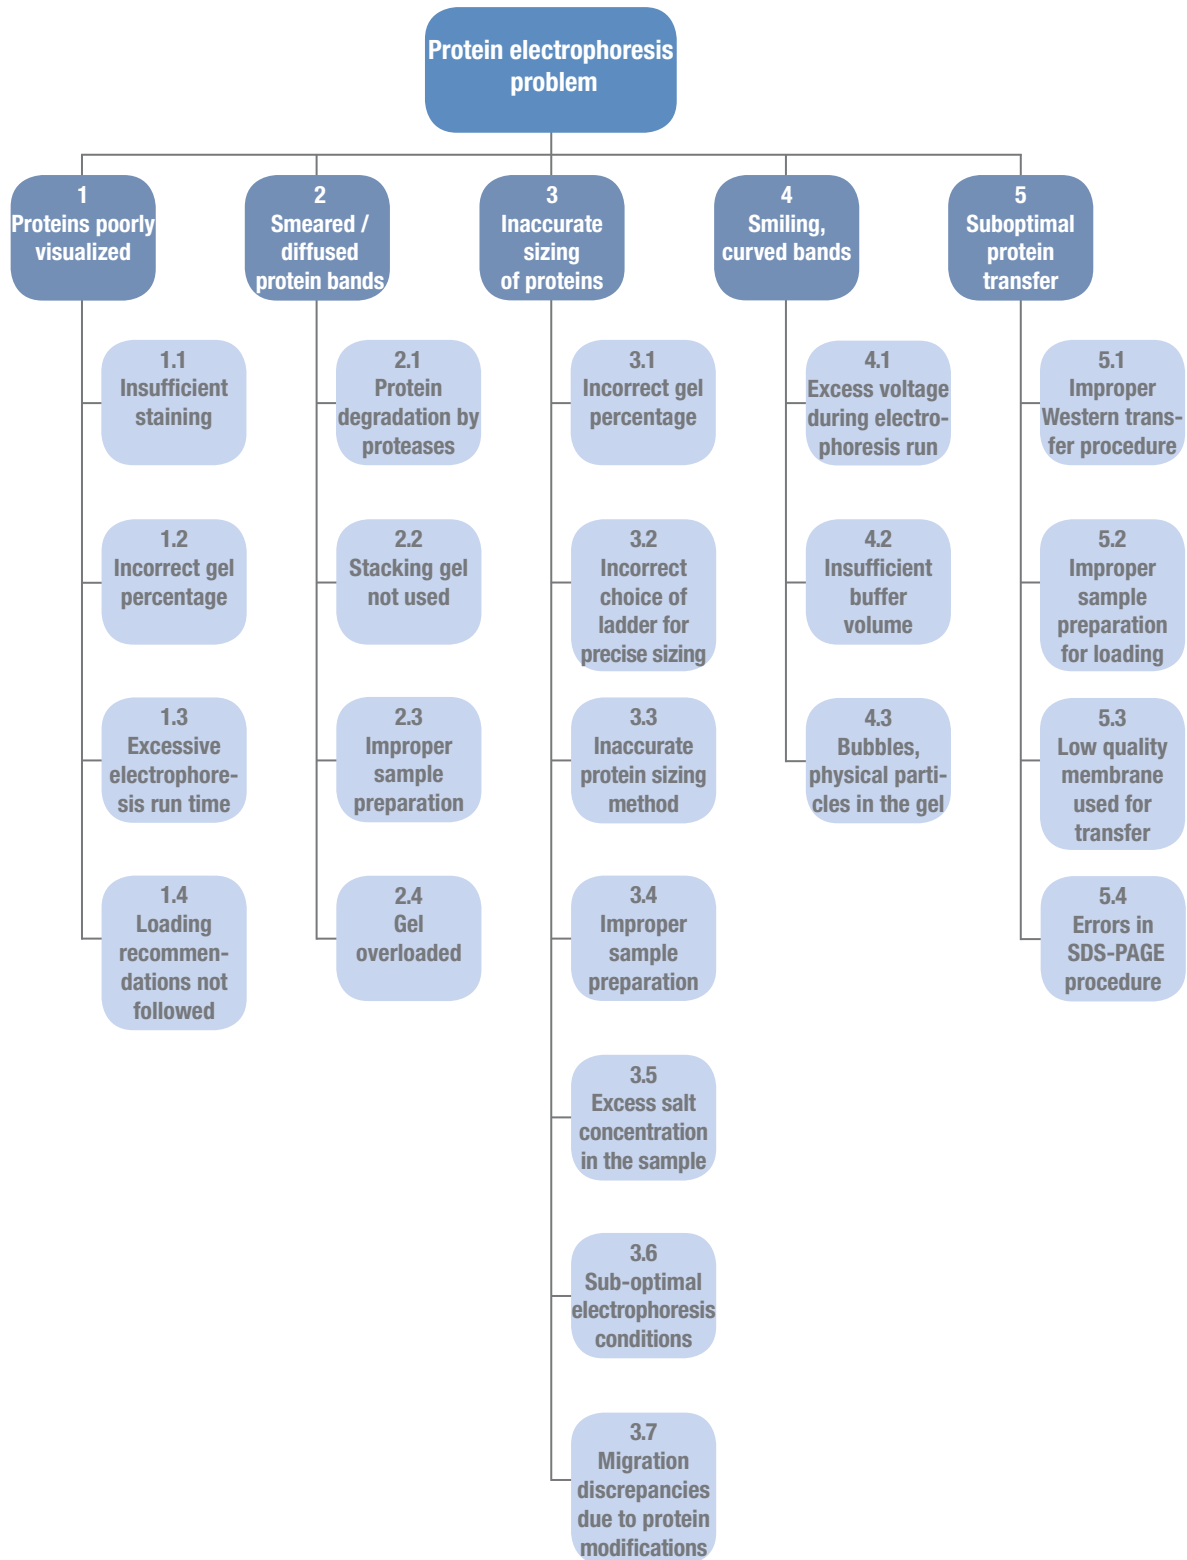 Protein electrophoresis
problem
1
Proteins poorly
visualized
2
Smeared /
diffused
protein bands
3
Inaccurate
sizing
of proteins
4
Smiling,
curved bands
5
Suboptimal
protein
transfer
1.1
Insufficient
staining
1.2
Incorrect gel
percentage
1.3
Excessive
electrophore-
sis run time
1.4
Loading
recommen-
dations not
followed
2.1
Protein
degradation by
proteases
2.2
Stacking gel
not used
2.3
Improper
sample
preparation
2.4
Gel
overloaded
3.1
Incorrect gel
percentage
3.2
Incorrect
choice of
ladder for
precise sizing
3.3
Inaccurate
protein sizing
method
3.4
Improper
sample
preparation
3.5
Excess salt
concentration
in the sample
3.6
Sub-optimal
electrophoresis
conditions
3.7
Migration
discrepancies
due to protein
modifications
4.1
Excess voltage
during electro-
phoresis run
4.2
Insufficient
buffer
volume
4.3
Bubbles,
physical parti-
cles in the gel
5.1
Improper
Western trans-
fer procedure
5.2
Improper
sample
preparation
for loading
5.3
Low quality
membrane
used for
transfer
5.4
Errors in
SDS-PAGE
procedure